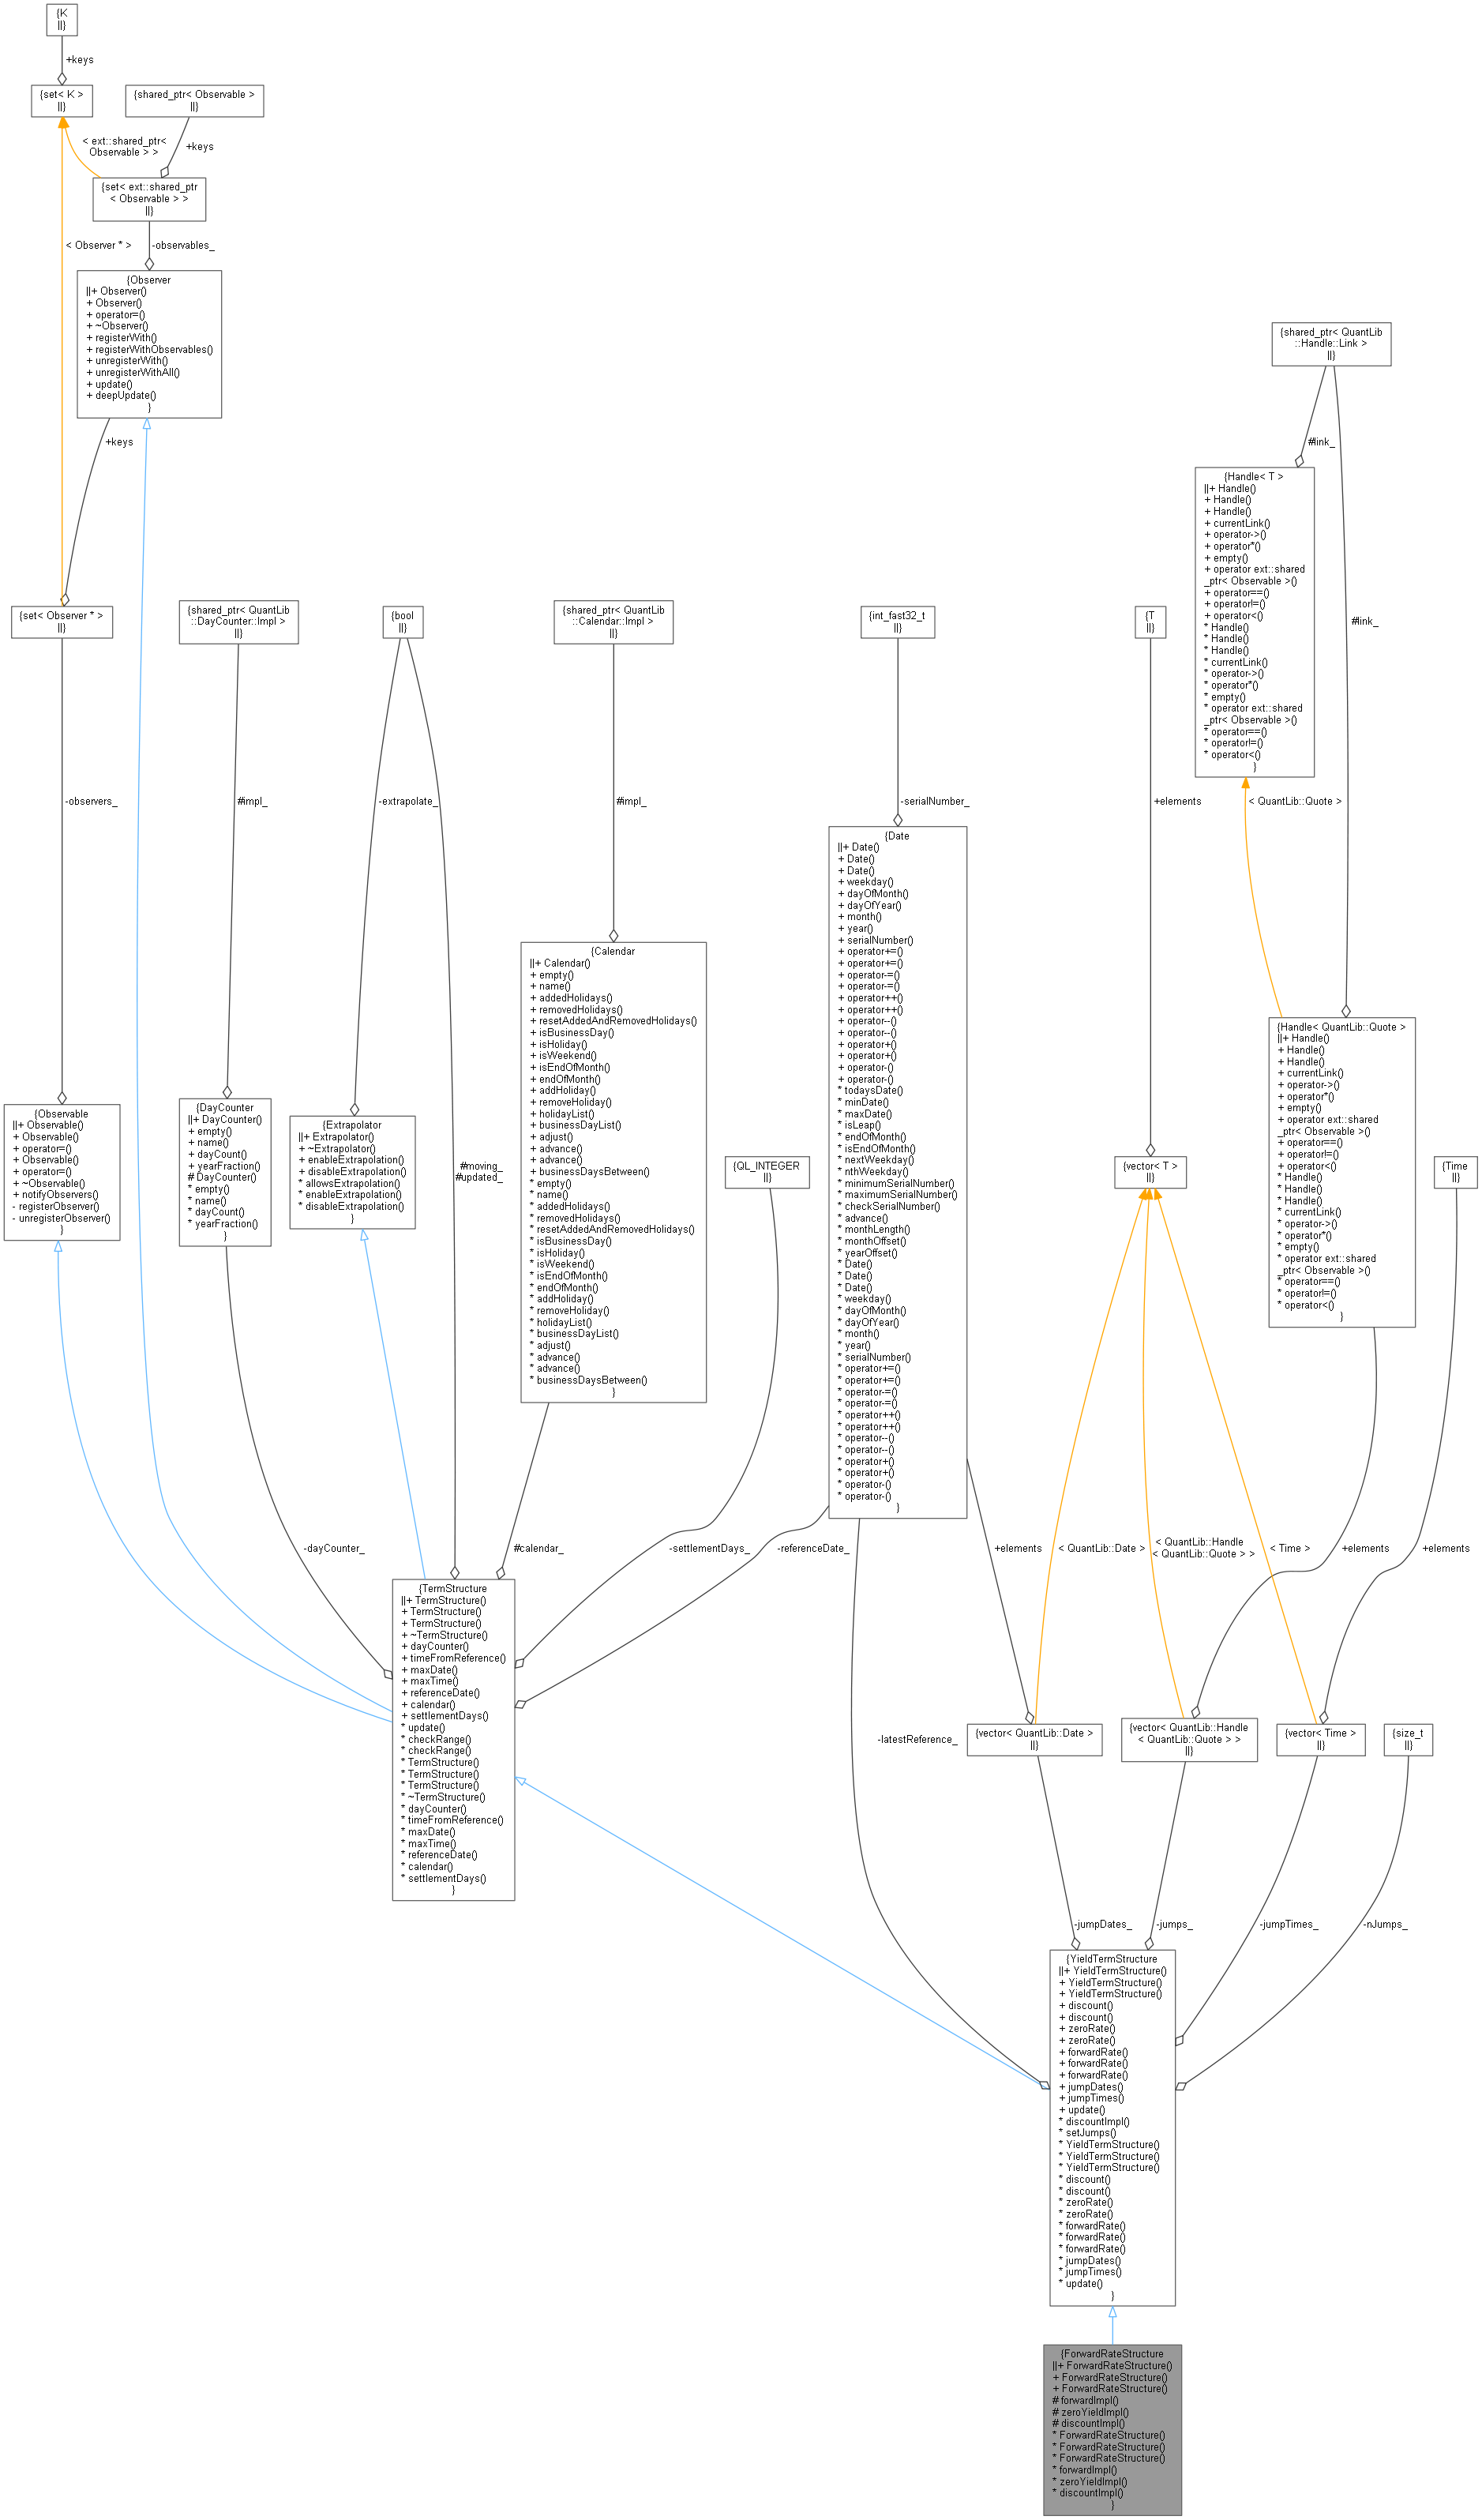 {K
||}
+keys
{set< K >
||}
{shared_ptr< Observable >
||}
< ext::shared_ptr<
Observable > >
+keys
{set< ext::shared_ptr
< Observable > >
||}
< Observer * >
-observables_
{Observer
||+ Observer()
+ Observer()
+ operator=()
+ ~Observer()
+ registerWith()
+ registerWithObservables()
+ unregisterWith()
+ unregisterWithAll()
+ update()
+ deepUpdate()
}
+keys
{shared_ptr< QuantLib
::Handle::Link >
||}
#link_
{Handle< T >
||+ Handle()
+ Handle()
+ Handle()
+ currentLink()
+ operator->()
+ operator*()
+ empty()
+ operator ext::shared
_ptr< Observable >()
+ operator==()
+ operator!=()
+ operator<()
* Handle()
* Handle()
* Handle()
* currentLink()
* operator->()
* operator*()
* empty()
* operator ext::shared
_ptr< Observable >()
* operator==()
* operator!=()
* operator<()
}
#link_
{set< Observer * >
||}
{shared_ptr< QuantLib
::DayCounter::Impl >
||}
{bool
||}
{shared_ptr< QuantLib
::Calendar::Impl >
||}
{int_fast32_t
||}
{T
||}
-observers_
#impl_
-extrapolate_
#impl_
-serialNumber_
+elements
< QuantLib::Quote >
{Date
||+ Date()
+ Date()
+ Date()
+ weekday()
+ dayOfMonth()
+ dayOfYear()
+ month()
+ year()
+ serialNumber()
+ operator+=()
+ operator+=()
+ operator-=()
+ operator-=()
+ operator++()
+ operator++()
+ operator--()
+ operator--()
+ operator+()
+ operator+()
+ operator-()
+ operator-()
* todaysDate()
* minDate()
* maxDate()
* isLeap()
* endOfMonth()
* isEndOfMonth()
* nextWeekday()
* nthWeekday()
* minimumSerialNumber()
* maximumSerialNumber()
* checkSerialNumber()
* advance()
* monthLength()
* monthOffset()
* yearOffset()
* Date()
* Date()
* Date()
* weekday()
* dayOfMonth()
* dayOfYear()
* month()
* year()
* serialNumber()
* operator+=()
* operator+=()
* operator-=()
* operator-=()
* operator++()
* operator++()
* operator--()
* operator--()
* operator+()
* operator+()
* operator-()
* operator-()
}
{Calendar
||+ Calendar()
+ empty()
+ name()
+ addedHolidays()
+ removedHolidays()
+ resetAddedAndRemovedHolidays()
+ isBusinessDay()
+ isHoliday()
+ isWeekend()
+ isEndOfMonth()
+ endOfMonth()
+ addHoliday()
+ removeHoliday()
+ holidayList()
+ businessDayList()
+ adjust()
+ advance()
+ advance()
+ businessDaysBetween()
* empty()
* name()
* addedHolidays()
* removedHolidays()
* resetAddedAndRemovedHolidays()
* isBusinessDay()
* isHoliday()
* isWeekend()
* isEndOfMonth()
* endOfMonth()
* addHoliday()
* removeHoliday()
* holidayList()
* businessDayList()
* adjust()
* advance()
* advance()
* businessDaysBetween()
}
{Handle< QuantLib::Quote >
||+ Handle()
+ Handle()
+ Handle()
+ currentLink()
+ operator->()
+ operator*()
+ empty()
+ operator ext::shared
_ptr< Observable >()
+ operator==()
+ operator!=()
+ operator<()
* Handle()
* Handle()
* Handle()
* currentLink()
* operator->()
* operator*()
* empty()
* operator ext::shared
_ptr< Observable >()
* operator==()
* operator!=()
* operator<()
}
{Observable
||+ Observable()
+ Observable()
+ operator=()
+ Observable()
+ operator=()
+ ~Observable()
+ notifyObservers()
- registerObserver()
- unregisterObserver()
}
{DayCounter
||+ DayCounter()
+ empty()
+ name()
+ dayCount()
+ yearFraction()
# DayCounter()
* empty()
* name()
* dayCount()
* yearFraction()
}
{Extrapolator
||+ Extrapolator()
+ ~Extrapolator()
+ enableExtrapolation()
+ disableExtrapolation()
* allowsExtrapolation()
* enableExtrapolation()
* disableExtrapolation()
}
#moving_
#updated_
{QL_INTEGER
||}
{vector< T >
||}
{Time
||}
-dayCounter_
#calendar_
-settlementDays_
-referenceDate_
+elements
< QuantLib::Date >
< QuantLib::Handle
< QuantLib::Quote > >
< Time >
+elements
+elements
{TermStructure
||+ TermStructure()
+ TermStructure()
+ TermStructure()
+ ~TermStructure()
+ dayCounter()
+ timeFromReference()
+ maxDate()
+ maxTime()
+ referenceDate()
+ calendar()
+ settlementDays()
* update()
* checkRange()
* checkRange()
* TermStructure()
* TermStructure()
* TermStructure()
* ~TermStructure()
* dayCounter()
* timeFromReference()
* maxDate()
* maxTime()
* referenceDate()
* calendar()
* settlementDays()
}
-latestReference_
{vector< QuantLib::Date >
||}
{vector< QuantLib::Handle
< QuantLib::Quote > >
||}
{vector< Time >
||}
{size_t
||}
-jumpDates_
-jumps_
-jumpTimes_
-nJumps_
{YieldTermStructure
||+ YieldTermStructure()
+ YieldTermStructure()
+ YieldTermStructure()
+ discount()
+ discount()
+ zeroRate()
+ zeroRate()
+ forwardRate()
+ forwardRate()
+ forwardRate()
+ jumpDates()
+ jumpTimes()
+ update()
* discountImpl()
* setJumps()
* YieldTermStructure()
* YieldTermStructure()
* YieldTermStructure()
* discount()
* discount()
* zeroRate()
* zeroRate()
* forwardRate()
* forwardRate()
* forwardRate()
* jumpDates()
* jumpTimes()
* update()
}
{ForwardRateStructure
||+ ForwardRateStructure()
+ ForwardRateStructure()
+ ForwardRateStructure()
# forwardImpl()
# zeroYieldImpl()
# discountImpl()
* ForwardRateStructure()
* ForwardRateStructure()
* ForwardRateStructure()
* forwardImpl()
* zeroYieldImpl()
* discountImpl()
}